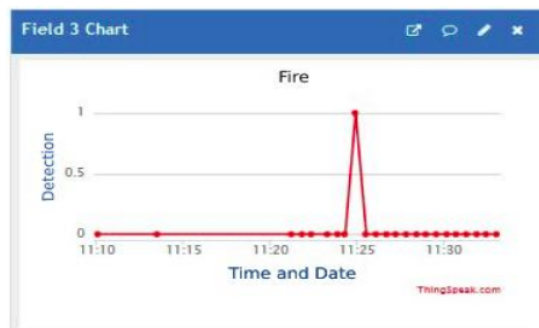 Field 3 Chart
Fire
1
0.5
0
Detection
11:10 11:15 11:20 11:25 11:30
Time and Date
ThingSpeak.com